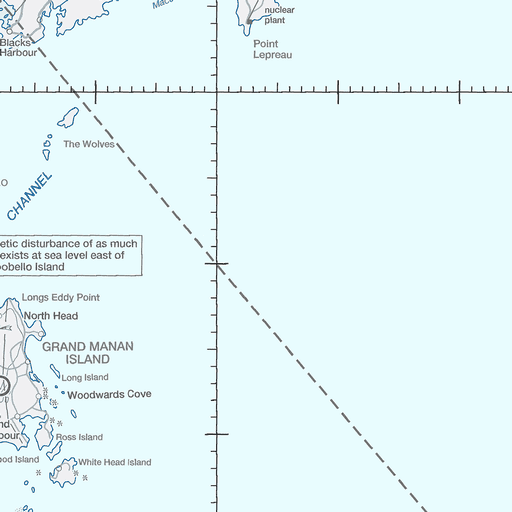 nuclear
plant
Blacks
Harbour
Point
Lepreau
The Wolves
CHANNEL
etic disturbance of as much
exists at sea level east of
obello Island
Longs Eddy Point
North Head
GRAND MANAN
ISLAND
Long Island
Woodwards Cove
nd
bour
Ross Island
ood Island
White Head Island